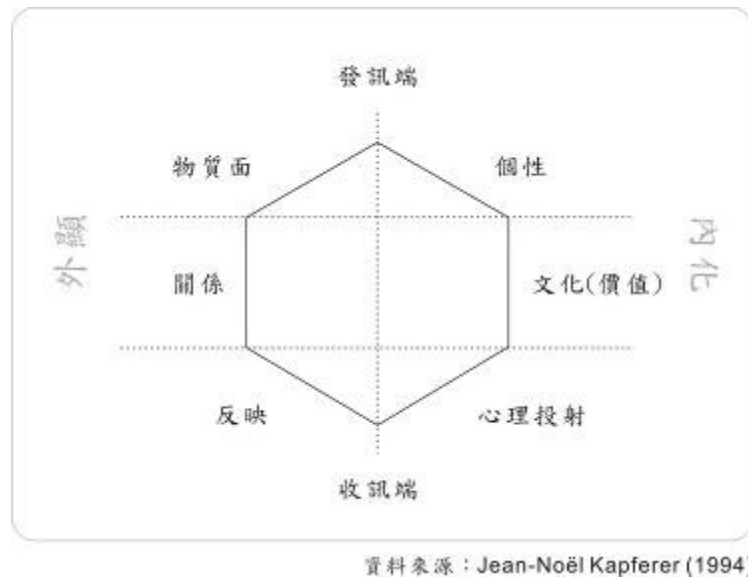 發訊端
物質面
個性
外顯
內化
關係
文化(價值)
反映
心理投射
收訊端
資料來源：Jean-Noël Kapferer (1994)